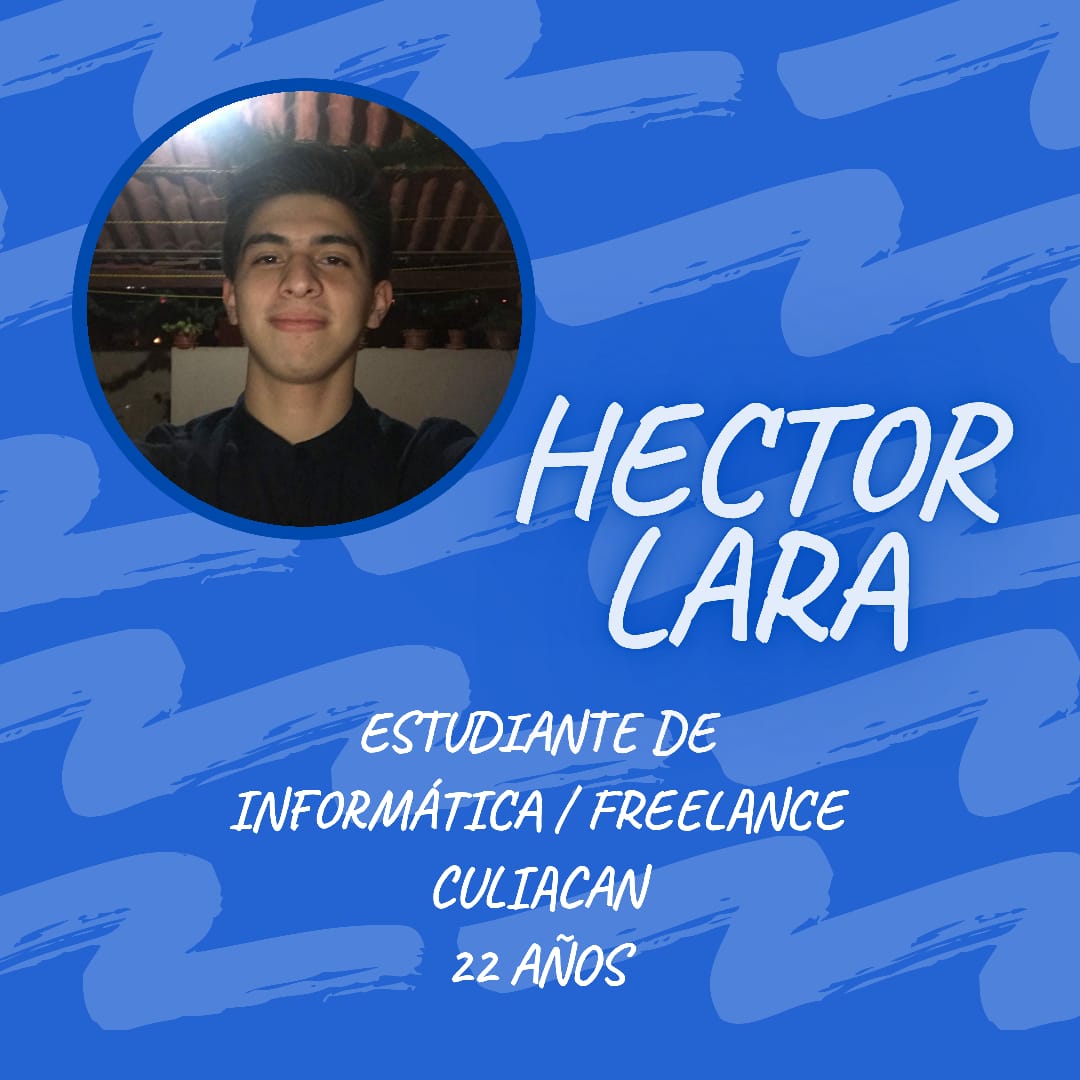 HECTOR
LARA
ESTUDIANTE DE
INFORMÁTICA / FREELANCE
CULIACAN
22 AÑOS